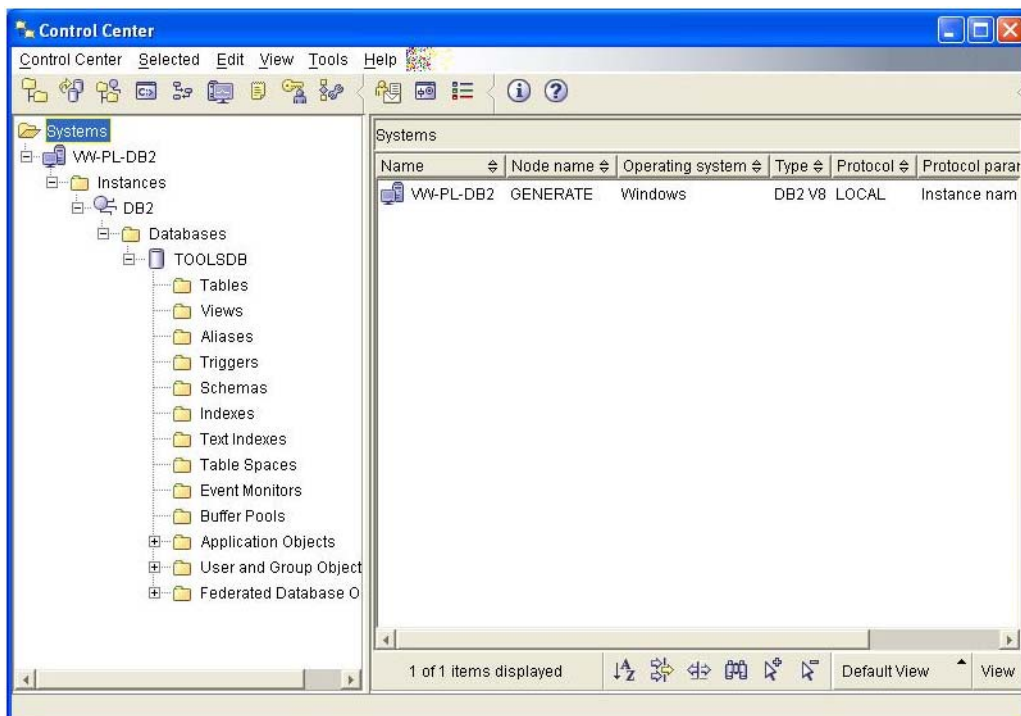 Control Center
Control Center Selected Edit View Tools Help
Systems
VW-PL-DB2
Instances
DB2
Databases
TOOLSDB
Tables
Views
Aliases
Triggers
Schemas
Indexes
Text Indexes
Table Spaces
Event Monitors
Buffer Pools
Application Objects
User and Group Object
Federated Database O
Systems
Name Node name Operating system Type Protocol Protocol parar
VW-PL-DB2 GENERATE Windows DB2 V8 LOCAL Instance nam
1 of 1 items displayed Default View View